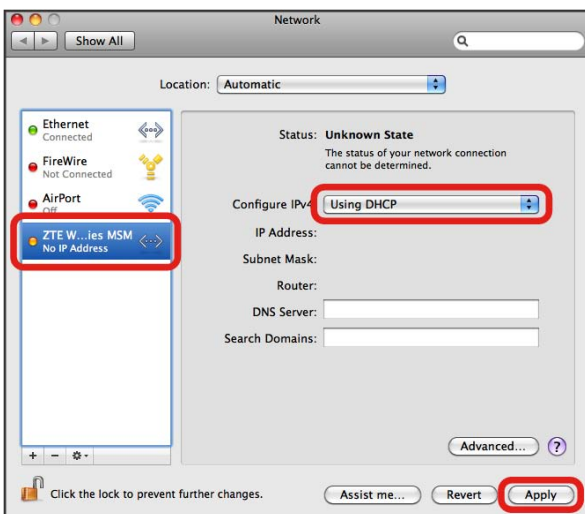 Network
Show All
Location: Automatic
Ethernet
Connected
FireWire
Not Connected
AirPort
Off
ZTE W...ies MSM
No IP Address
Status: Unknown State
The status of your network connection
cannot be determined.
Configure IPv4 Using DHCP
IP Address:
Subnet Mask:
Router:
DNS Server:
Search Domains:
Advanced... ?
+ −
Click the lock to prevent further changes.
Assist me... Revert Apply